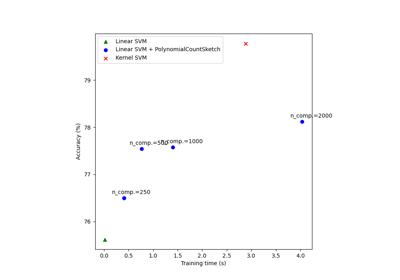 Linear SVM
Linear SVM + PolynomialCountSketch
Kernel SVM
79
n_comp.=2000
78
n_comp.=500
n_comp.=1000
77
n_comp.=250
76
Accuracy (%)
0.0 0.5 1.0 1.5 2.0 2.5 3.0 3.5 4.0
Training time (s)